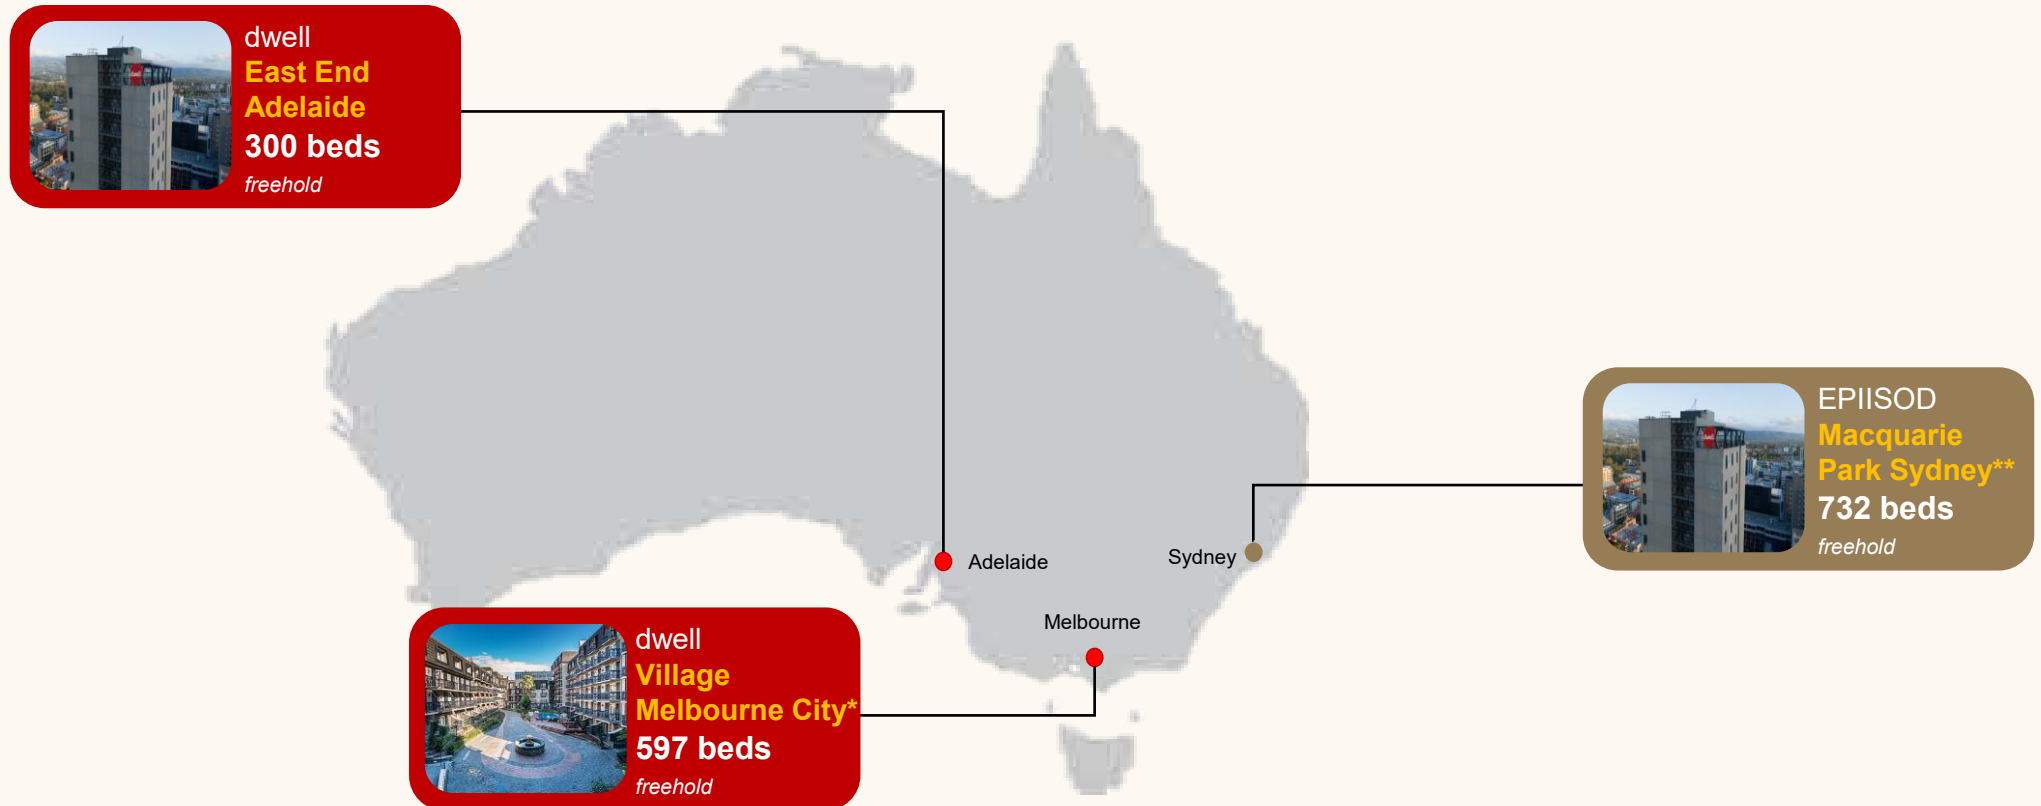 dwell
East End
Adelaide
300 beds
freehold
EPIISOD
Macquarie
Park Sydney**
732 beds
freehold
Adelaide
Sydney
Melbourne
dwell
Village
Melbourne City*
597 beds
freehold